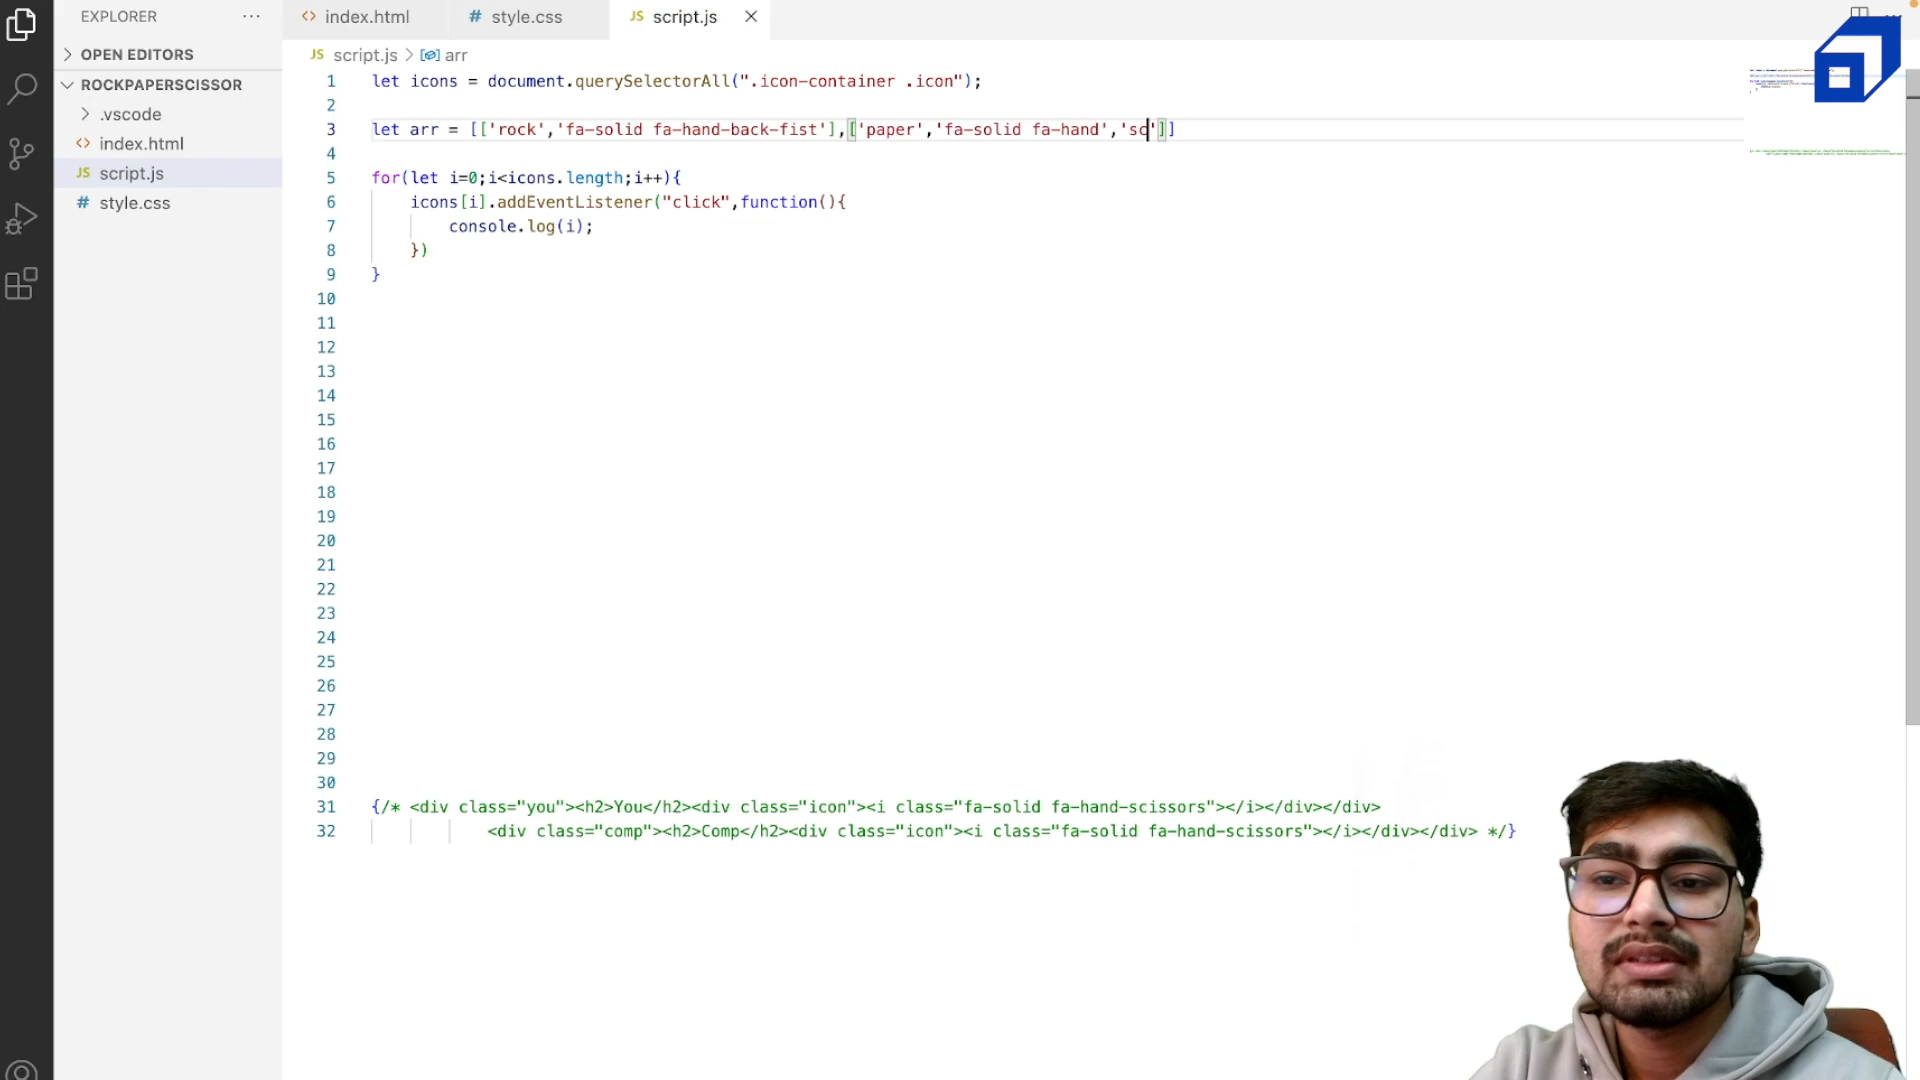 EXPLORER ···
OPEN EDITORS
ROCKPAPERSCISSOR
.vscode
<> index.html
JS script.js
# style.css
<> index.html
# style.css
JS script.js
JS script.js > arr
1 let icons = document.querySelectorAll(".icon-container .icon");
2
3 let arr = [['rock','fa-solid fa-hand-back-fist'],['paper','fa-solid fa-hand','sc']]
4
5 for(let i=0;i<icons.length;i++){
6 icons[i].addEventListener("click",function(){
7 console.log(i);
8 })
9 }
10
11
12
13
14
15
16
17
18
19
20
21
22
23
24
25
26
27
28
29
30
31 {/* <div class="you"><h2>You</h2><div class="icon"><i class="fa-solid fa-hand-scissors"></i></div></div>
32 <div class="comp"><h2>Comp</h2><div class="icon"><i class="fa-solid fa-hand-scissors"></i></div></div> */}